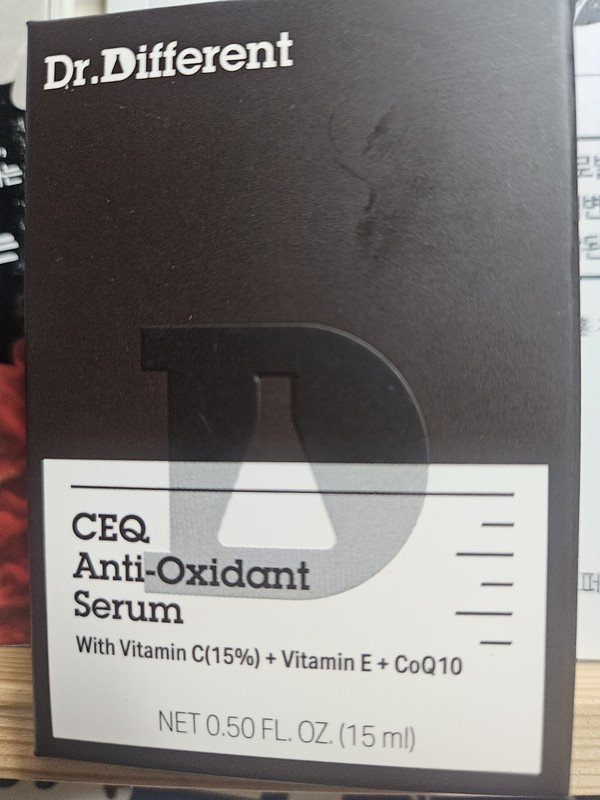 Dr.Different
CEQ
Anti-Oxidant
Serum
With Vitamin C(15%) + Vitamin E + CoQ10
NET 0.50 FL. OZ. (15 ml)